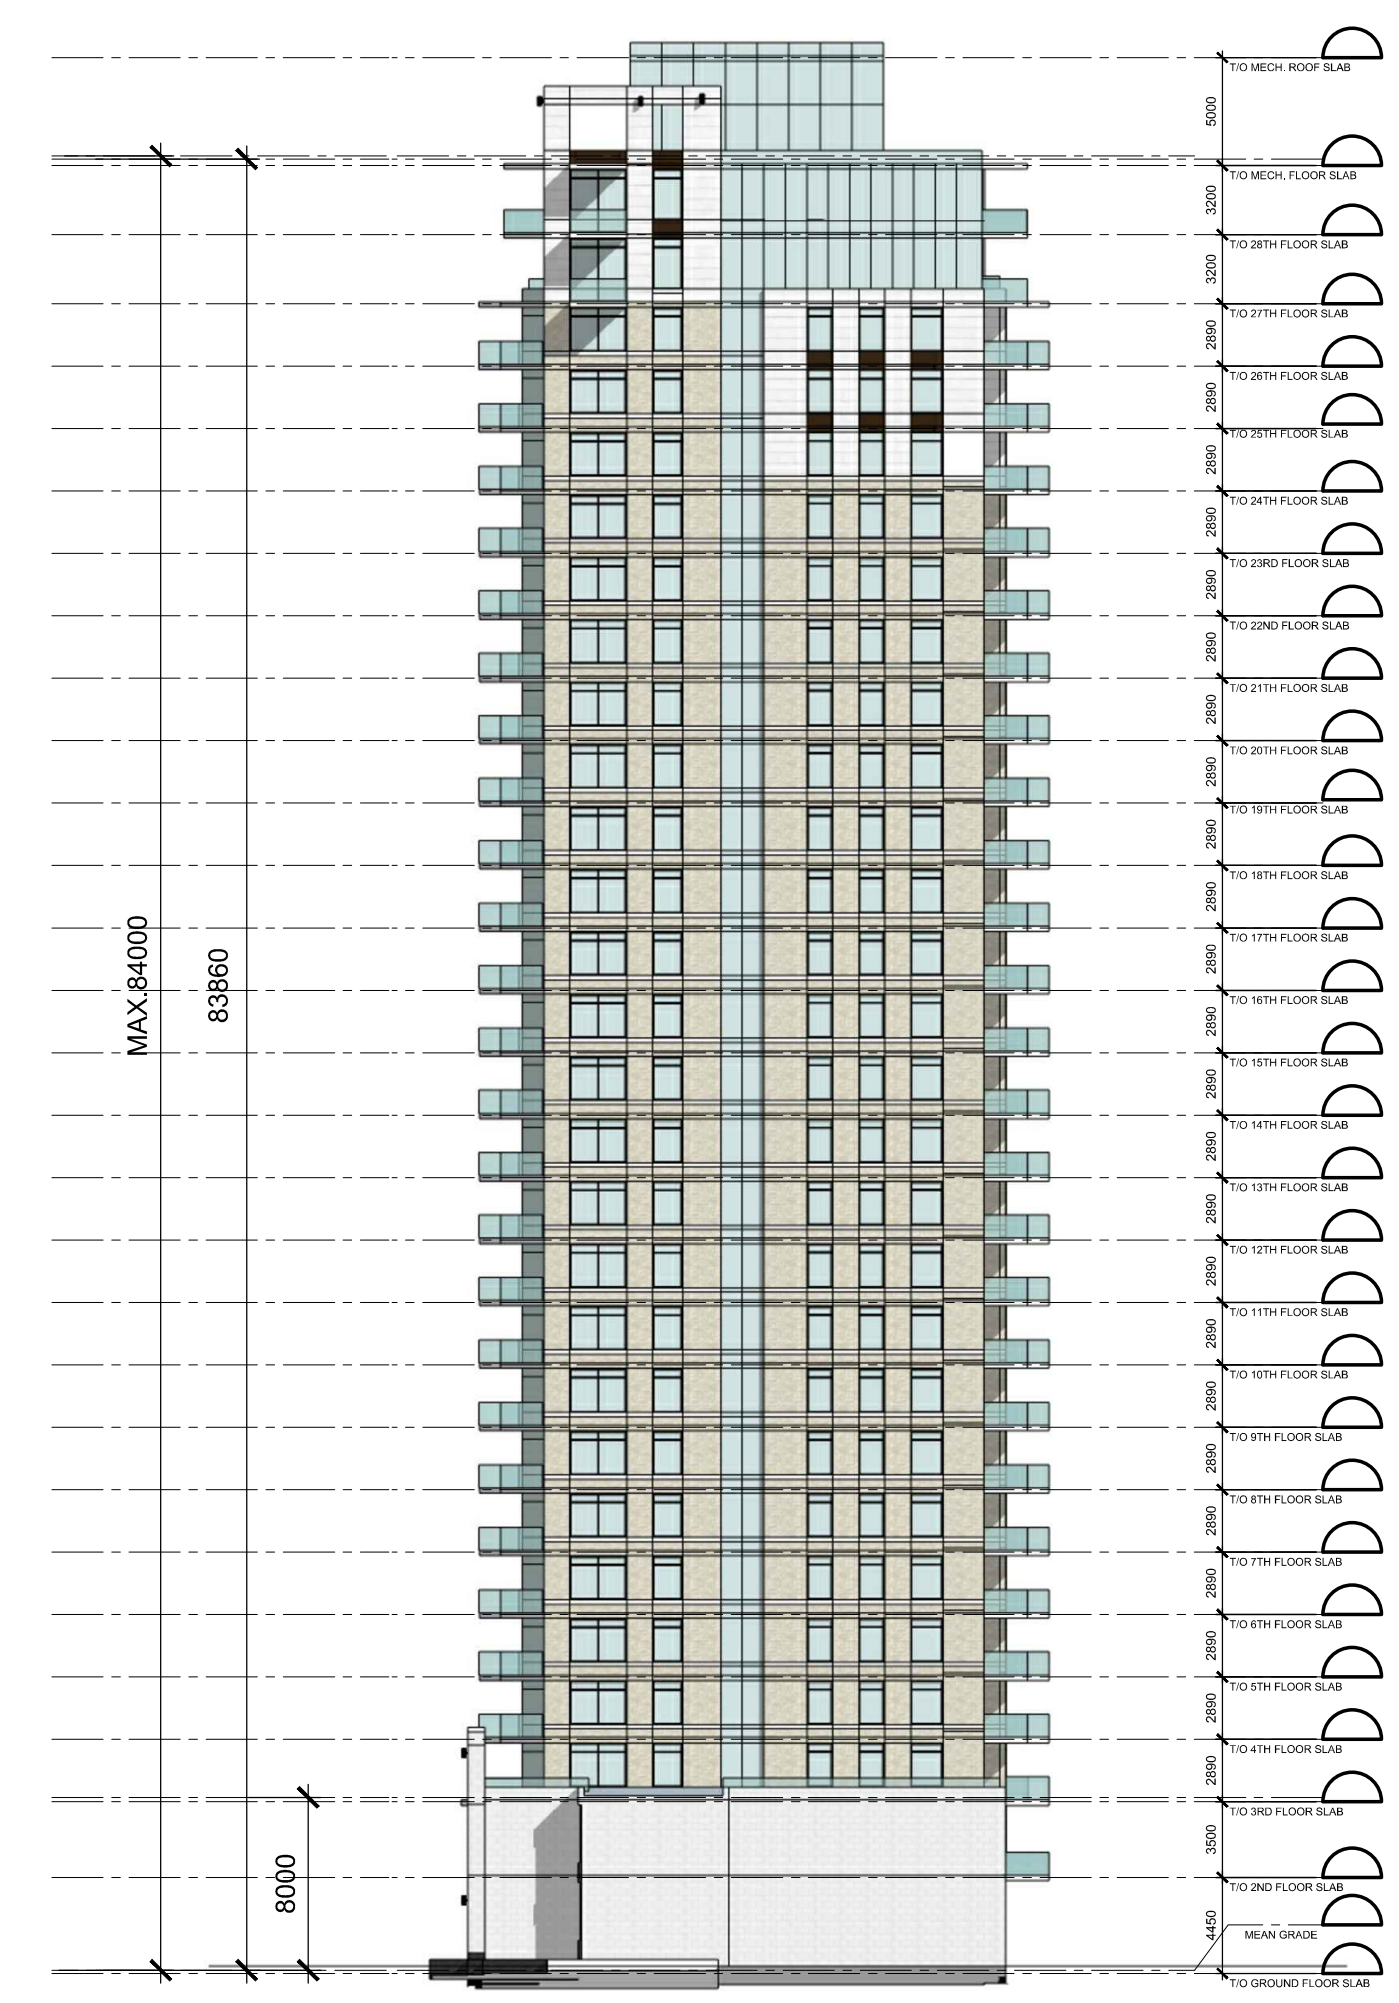 T/O MECH. ROOF SLAB
5000
T/O MECH, FLOOR SLAB
3200
T/O 28TH FLOOR SLAB
3200
T/O 27TH FLOOR SLAB
2890
T/O 26TH FLOOR SLAB
2890
T/O 25TH FLOOR SLAB
2890
T/O 24TH FLOOR SLAB
2890
T/O 23RD FLOOR SLAB
2890
T/O 22ND FLOOR SLAB
2890
T/O 21TH FLOOR SLAB
2890
T/O 20TH FLOOR SLAB
2890
T/O 19TH FLOOR SLAB
2890
T/O 18TH FLOOR SLAB
2890
T/O 17TH FLOOR SLAB
2890
T/O 16TH FLOOR SLAB
2890
T/O 15TH FLOOR SLAB
2890
T/O 14TH FLOOR SLAB
2890
T/O 13TH FLOOR SLAB
2890
T/O 12TH FLOOR SLAB
2890
T/O 11TH FLOOR SLAB
2890
T/O 10TH FLOOR SLAB
2890
T/O 9TH FLOOR SLAB
2890
T/O 8TH FLOOR SLAB
2890
T/O 7TH FLOOR SLAB
2890
T/O 6TH FLOOR SLAB
2890
T/O 5TH FLOOR SLAB
2890
T/O 4TH FLOOR SLAB
2890
T/O 3RD FLOOR SLAB
3500
T/O 2ND FLOOR SLAB
4450
MEAN GRADE
T/O GROUND FLOOR SLAB
MAX.84000
83860
8000